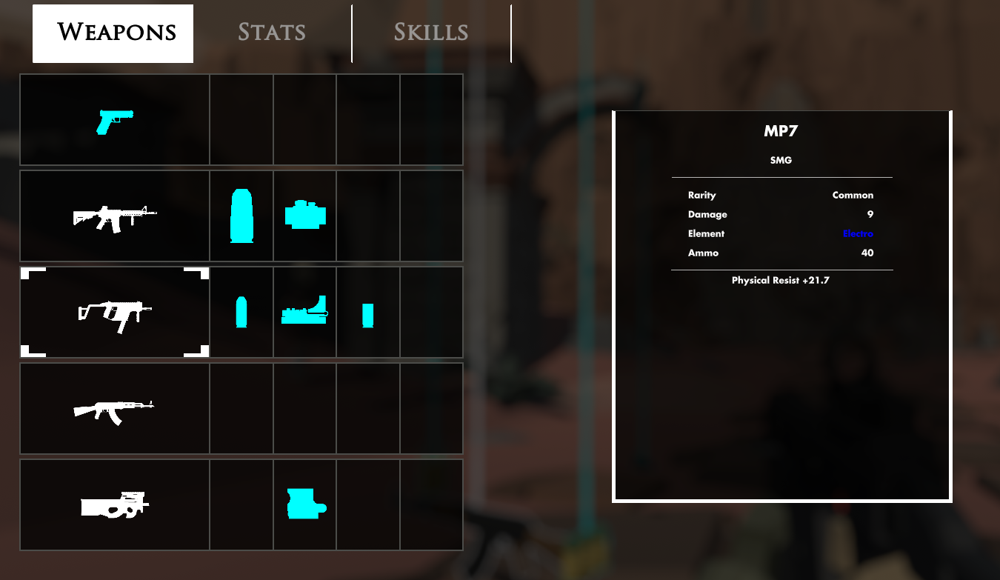 WEAPONS STATS SKILLS
MP7
SMG
Rarity Common
Damage 9
Element Electro
Ammo 40
Physical Resist +21.7